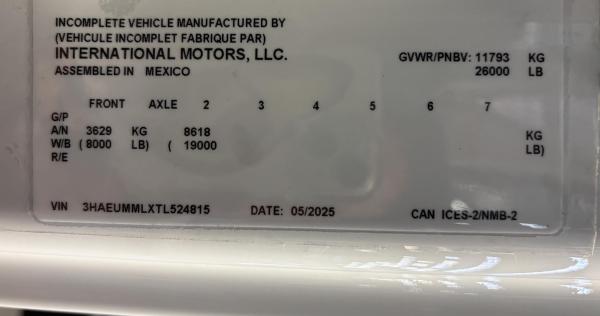 INCOMPLETE VEHICLE MANUFACTURED BY
(VEHICULE INCOMPLET FABRIQUE PAR)
INTERNATIONAL MOTORS, LLC.
ASSEMBLED IN MEXICO
GVWR/PNBV: 11793 KG
26000 LB
FRONT AXLE 2 3 4 5 6 7
G/P
A/N 3629 KG 8618 KG
W/B ( 8000 LB) ( 19000 LB)
R/E
VIN 3HAEUMMLXTL524815 DATE: 05/2025 CAN ICES-2/NMB-2